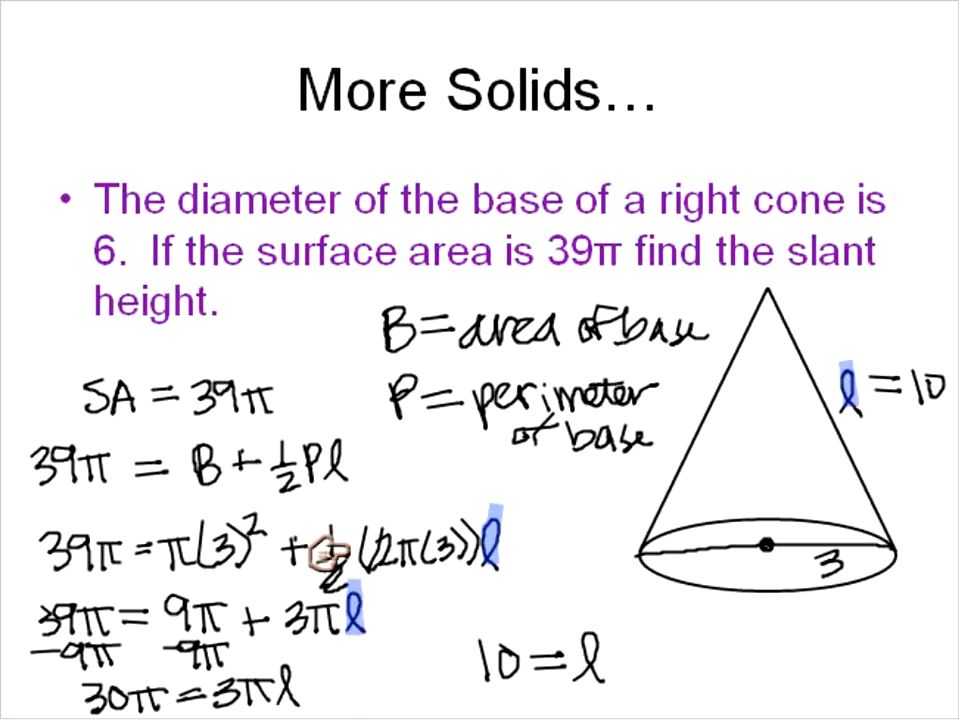 More Solids…
• The diameter of the base of a right cone is
6. If the surface area is 39π find the slant
height.
B = area of base
P = perimeter
of base
SA = 39π
39π = B + 1/2 Pl
39π = π(3)² + 1/2 (2π(3))l
39π = 9π + 3πl
-9π -9π
30π = 3πl
10 = l
l = 10
3